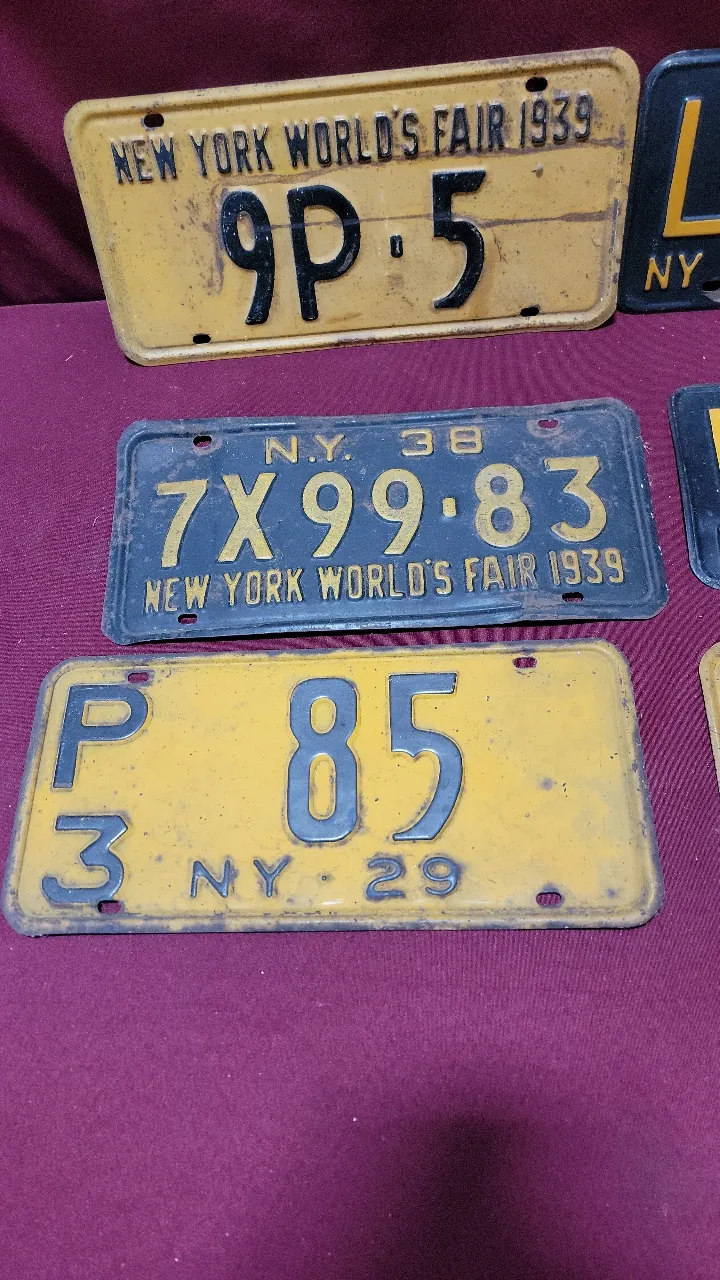 NEW YORK WORLD'S FAIR 1939
9P·5
L
NY
N.Y. 38
7X99·83
NEW YORK WORLD'S FAIR 1939
P
3
85
NY·29